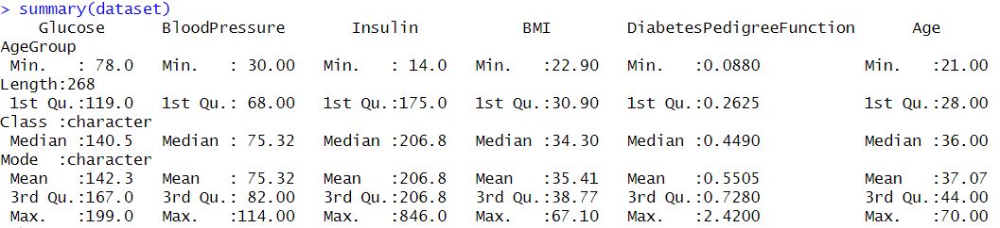 > summary(dataset)
Glucose BloodPressure Insulin BMI DiabetesPedigreeFunction Age
AgeGroup
Min. : 78.0 Min. : 30.00 Min. : 14.0 Min. :22.90 Min. :0.0880 Min. :21.00
Length:268
1st Qu.:119.0 1st Qu.: 68.00 1st Qu.:175.0 1st Qu.:30.90 1st Qu.:0.2625 1st Qu.:28.00
Class :character
Median :140.5 Median : 75.32 Median :206.8 Median :34.30 Median :0.4490 Median :36.00
Mode :character
Mean :142.3 Mean : 75.32 Mean :206.8 Mean :35.41 Mean :0.5505 Mean :37.07
3rd Qu.:167.0 3rd Qu.: 82.00 3rd Qu.:206.8 3rd Qu.:38.77 3rd Qu.:0.7280 3rd Qu.:44.00
Max. :199.0 Max. :114.00 Max. :846.0 Max. :67.10 Max. :2.4200 Max. :70.00